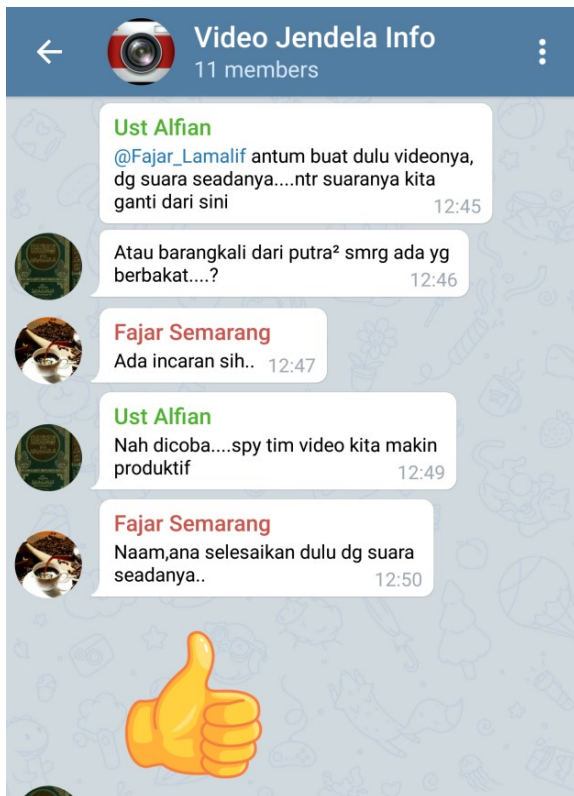 Video Jendela Info
11 members
Ust Alfian
@Fajar_Lamalif antum buat dulu videonya,
dg suara seadanya....ntr suaranya kita
ganti dari sini
12:45
Atau barangkali dari putra² smrg ada yg
berbakat....?
12:46
Fajar Semarang
Ada incaran sih..
12:47
Ust Alfian
Nah dicoba....spy tim video kita makin
produktif
12:49
Fajar Semarang
Naam,ana selesaikan dulu dg suara
seadanya..
12:50